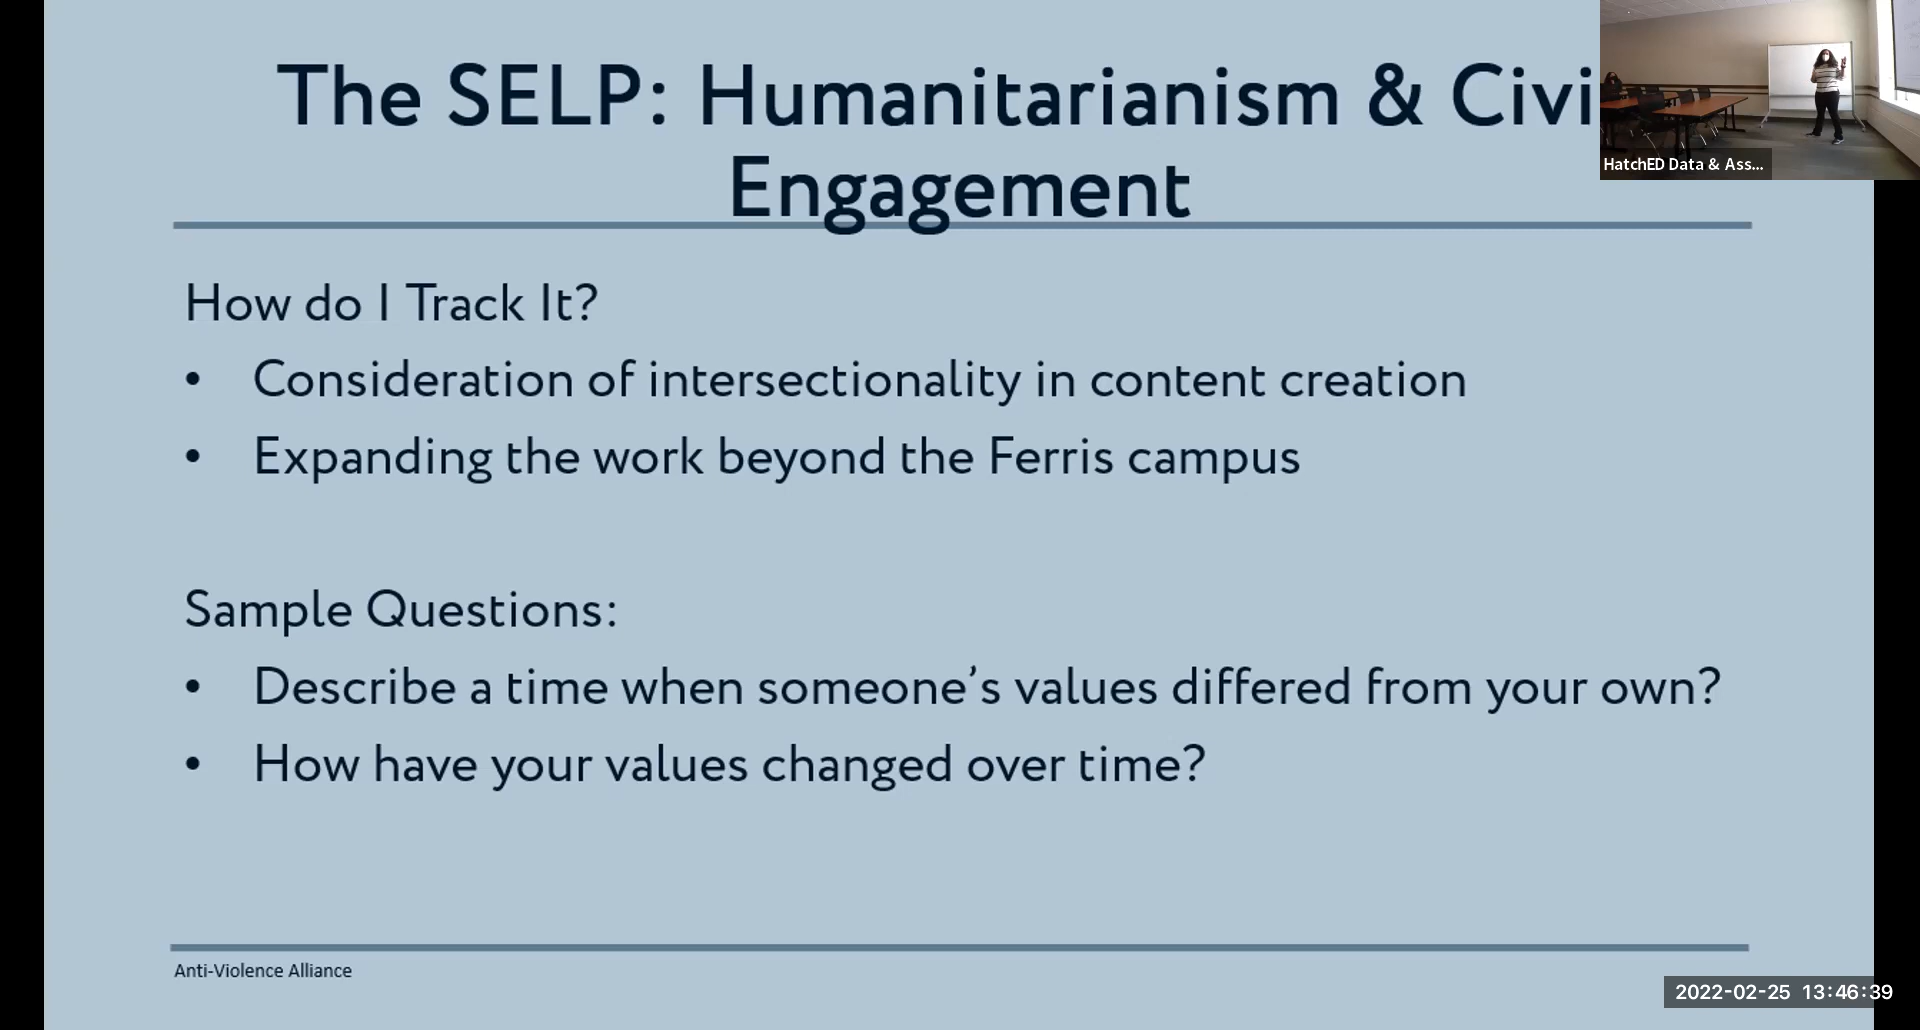 The SELP: Humanitarianism & Civi
Engagement
HatchED Data & Ass...
How do I Track It?
• Consideration of intersectionality in content creation
• Expanding the work beyond the Ferris campus
Sample Questions:
• Describe a time when someone’s values differed from your own?
• How have your values changed over time?
Anti-Violence Alliance
2022-02-25 13:46:39